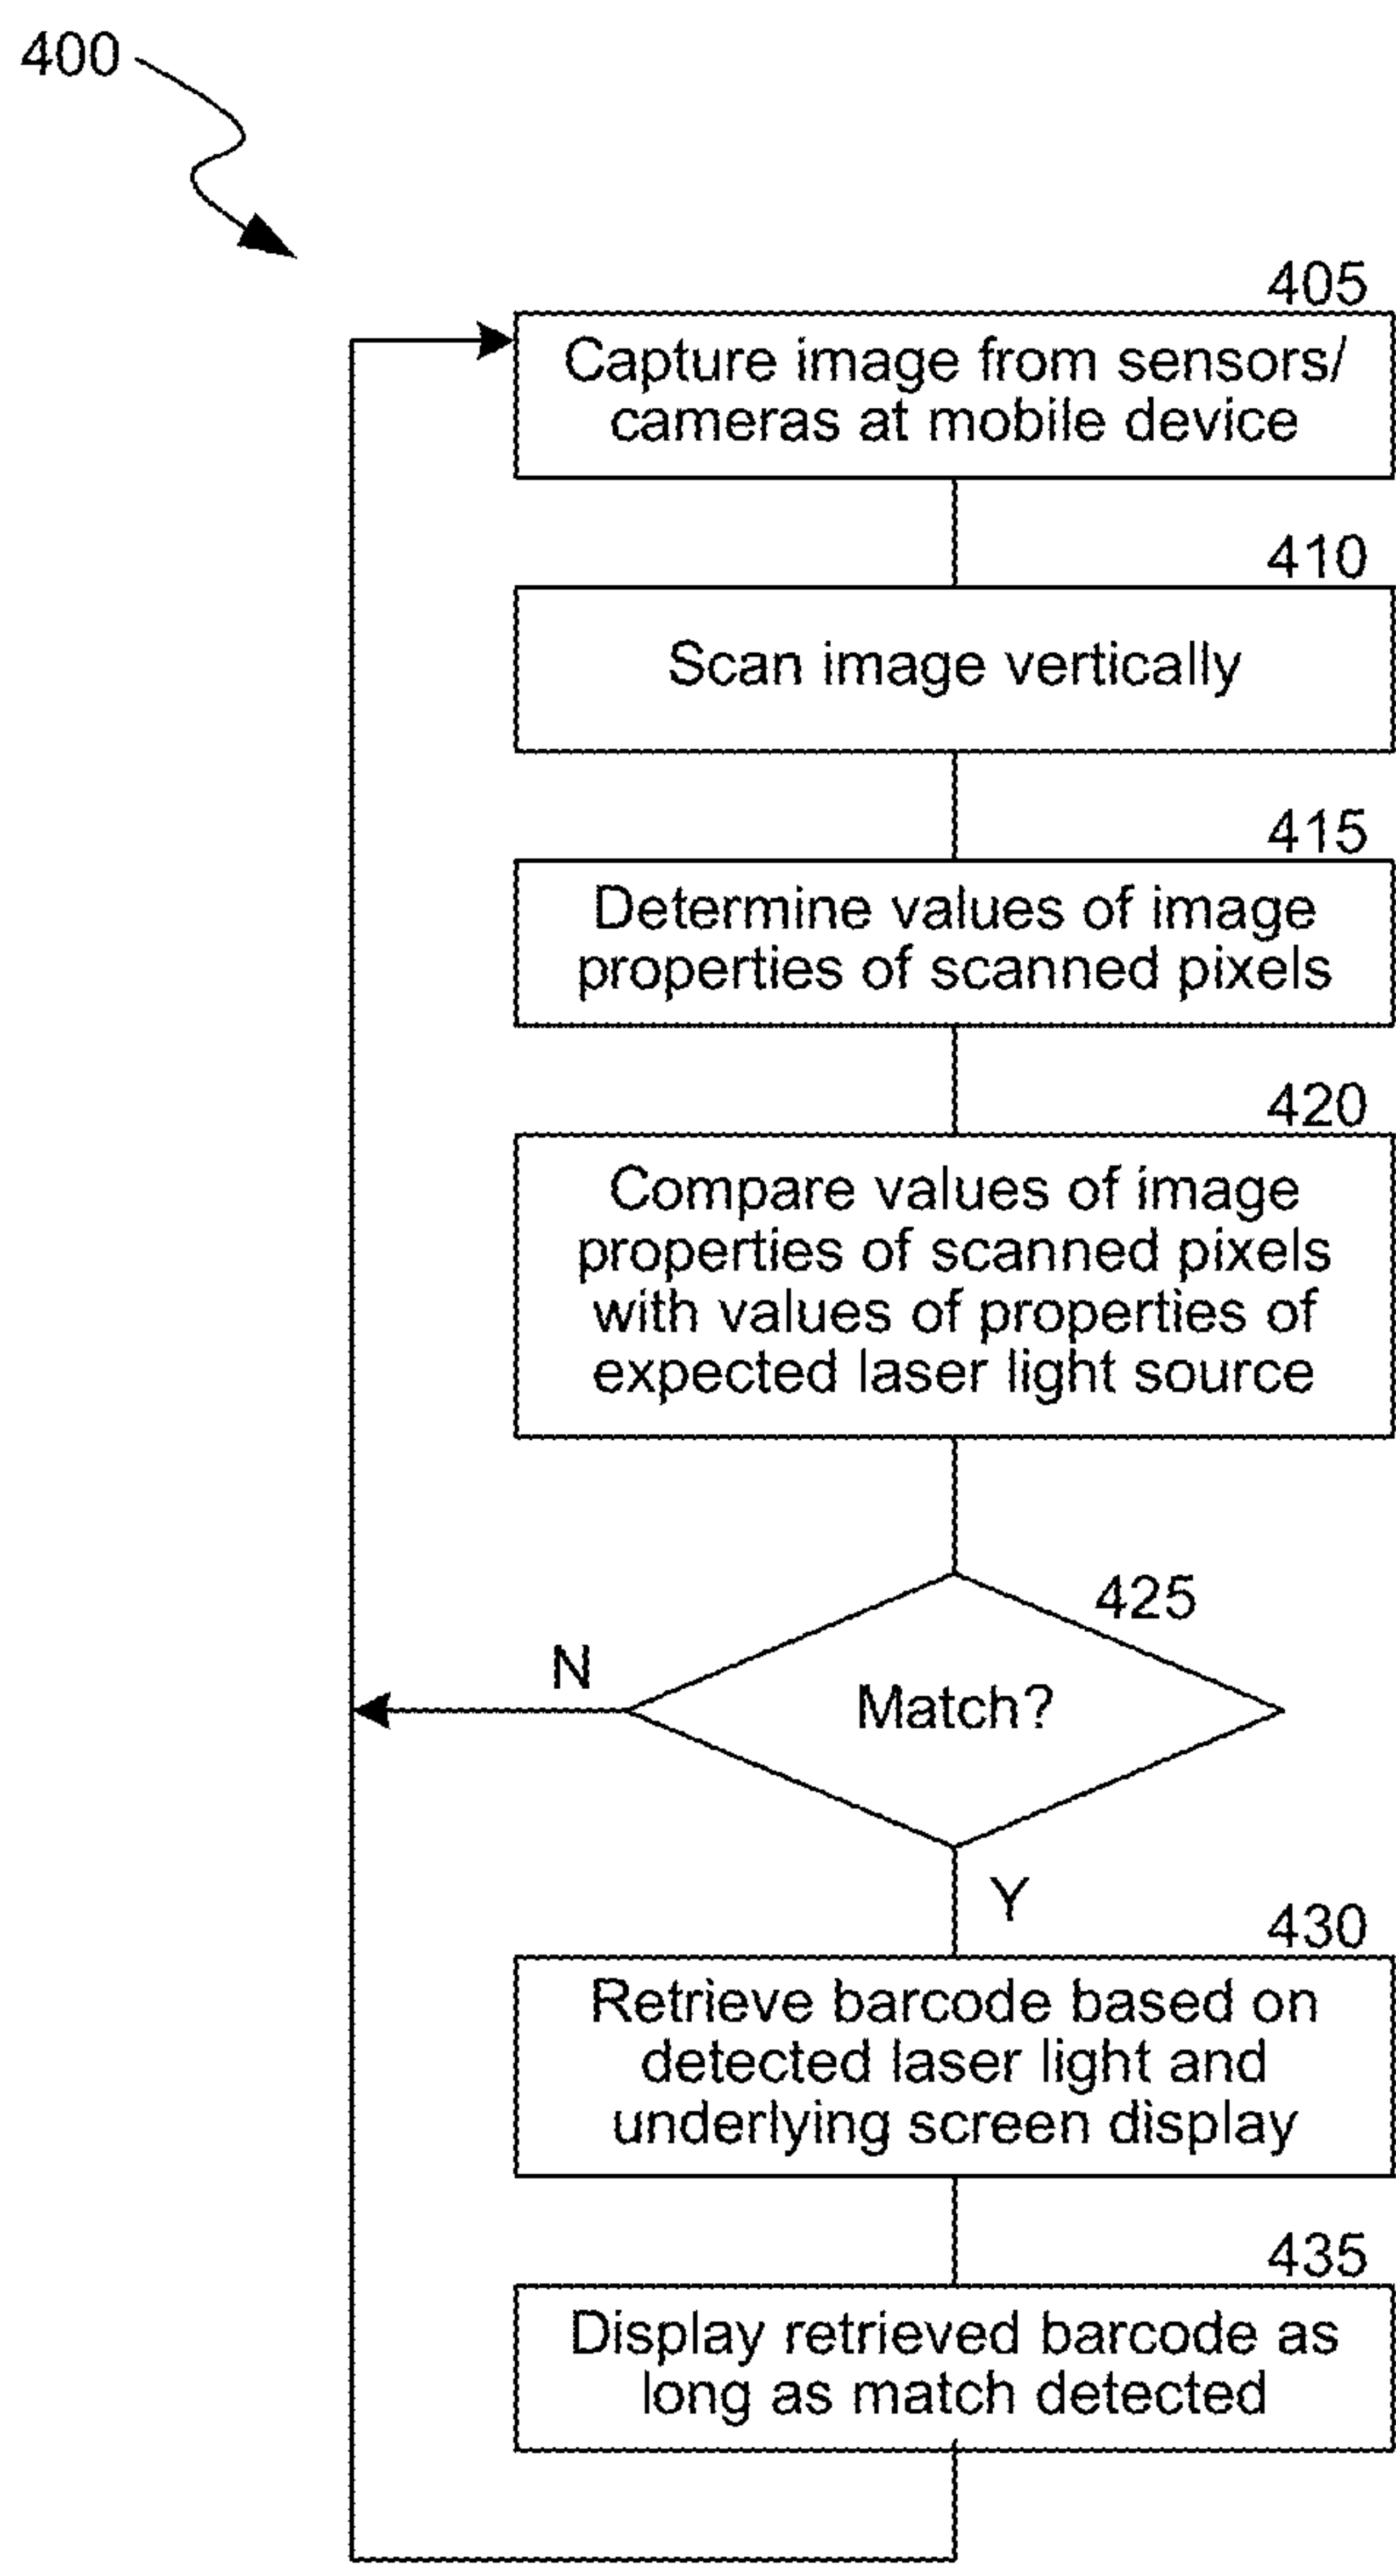 400
405
Capture image from sensors/
cameras at mobile device
410
Scan image vertically
415
Determine values of image
properties of scanned pixels
420
Compare values of image
properties of scanned pixels
with values of properties of
expected laser light source
425
N
Match?
Y
430
Retrieve barcode based on
detected laser light and
underlying screen display
435
Display retrieved barcode as
long as match detected